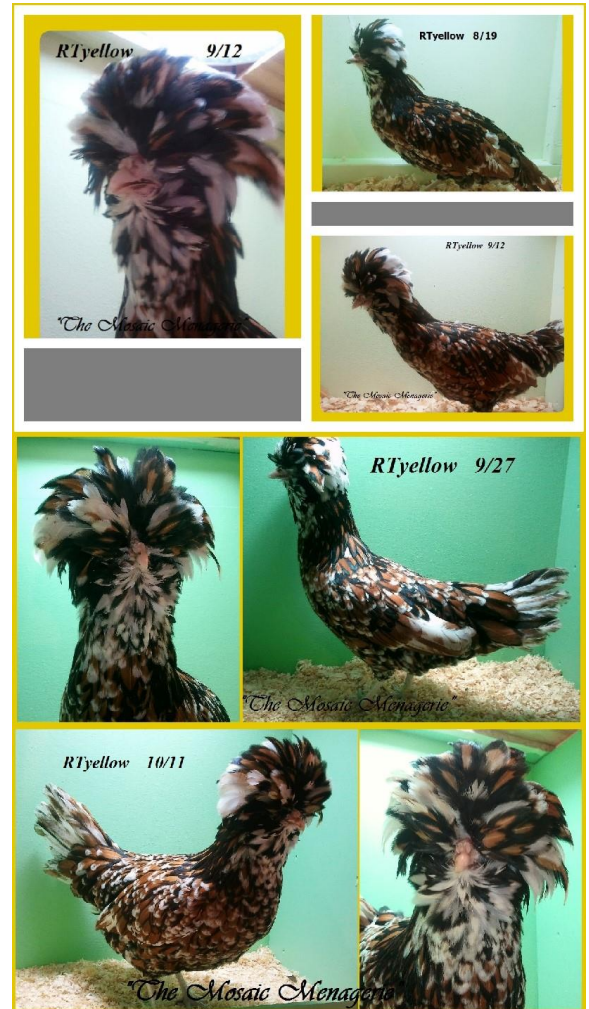 RTyellow 9/12
"The Mosaic Menagerie"
RTyellow 8/19
RTyellow 9/12
"The Mosaic Menagerie"
RTyellow 9/27
"The Mosaic Menagerie"
RTyellow 10/11
"The Mosaic Menagerie"